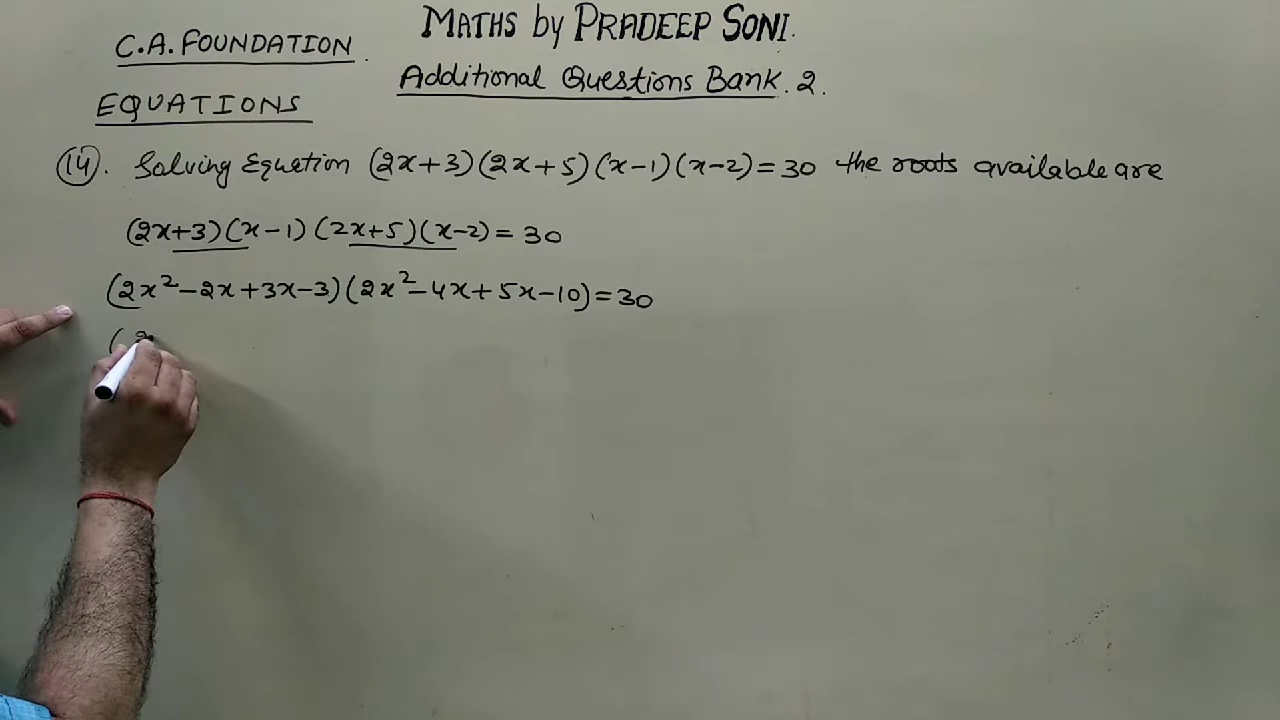 MATHS by PRADEEP SONI.
C.A. FOUNDATION.
Additional Questions Bank. 2.
EQUATIONS
(14). Solving Equation (2x+3)(2x+5)(x-1)(x-2)=30 the roots available are
(2x+3)(x-1)(2x+5)(x-2)=30
(2x²-2x+3x-3)(2x²-4x+5x-10)=30
(2